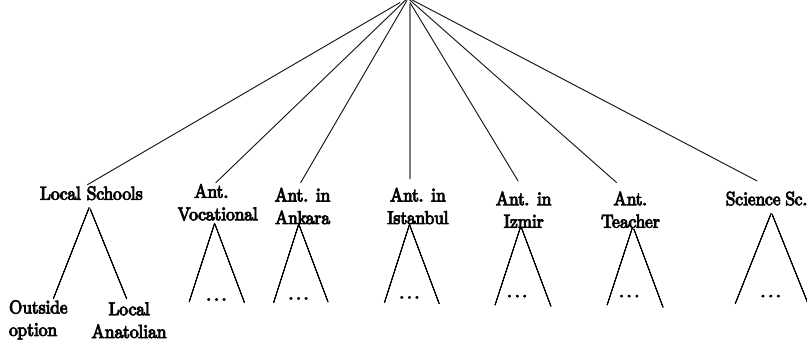 Local Schools
Ant.
Vocational
Ant. in
Ankara
Ant. in
Istanbul
Ant. in
Izmir
Ant.
Teacher
Science Sc.
Outside
option
Local
Anatolian
...
...
...
...
...
...